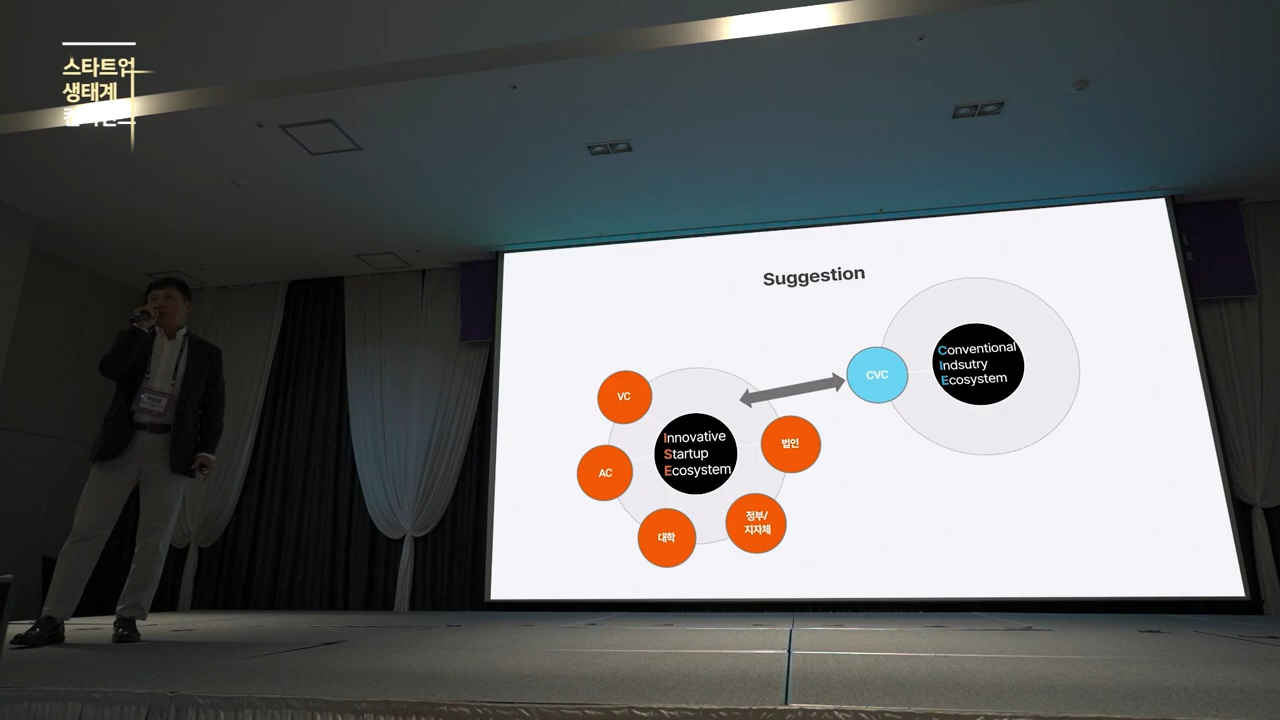 스타트업
생태계
Suggestion
VC
AC
대학
정부/
지자체
법인
Innovative
Startup
Ecosystem
CVC
Conventional
Indsutry
Ecosystem